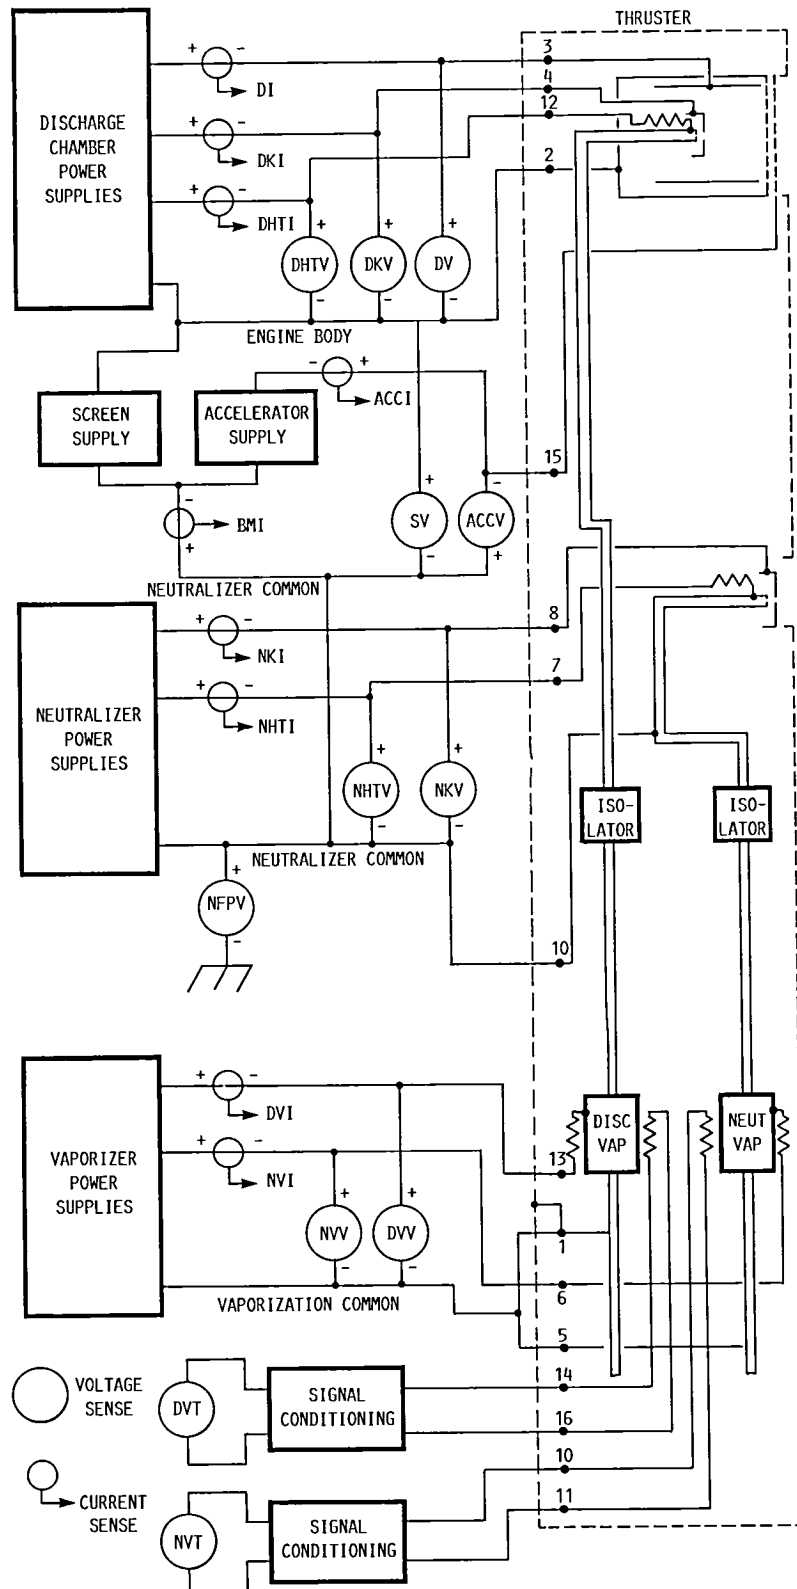 THRUSTER
DISCHARGE
CHAMBER
POWER
SUPPLIES
+ -
DI
+ -
DKI
+ -
DHTI
3
4
12
2
+ + +
DHTV DKV DV
- - -
ENGINE BODY
SCREEN
SUPPLY
ACCELERATOR
SUPPLY
- +
ACCI
15
-
BMI
+
+ -
SV ACCV
- +
NEUTRALIZER COMMON
NEUTRALIZER
POWER
SUPPLIES
+ -
NKI
+ -
NHTI
8
7
+ +
NHTV NKV
- -
NEUTRALIZER COMMON
+
NFPV
-
10
ISO-
LATOR
ISO-
LATOR
VAPORIZER
POWER
SUPPLIES
+ -
DVI
+ -
NVI
+ +
NVV DVV
- -
VAPORIZATION COMMON
DISC
VAP
NEUT
VAP
13
1
6
5
14
16
10
11
VOLTAGE
SENSE
DVT
SIGNAL
CONDITIONING
CURRENT
SENSE
NVT
SIGNAL
CONDITIONING